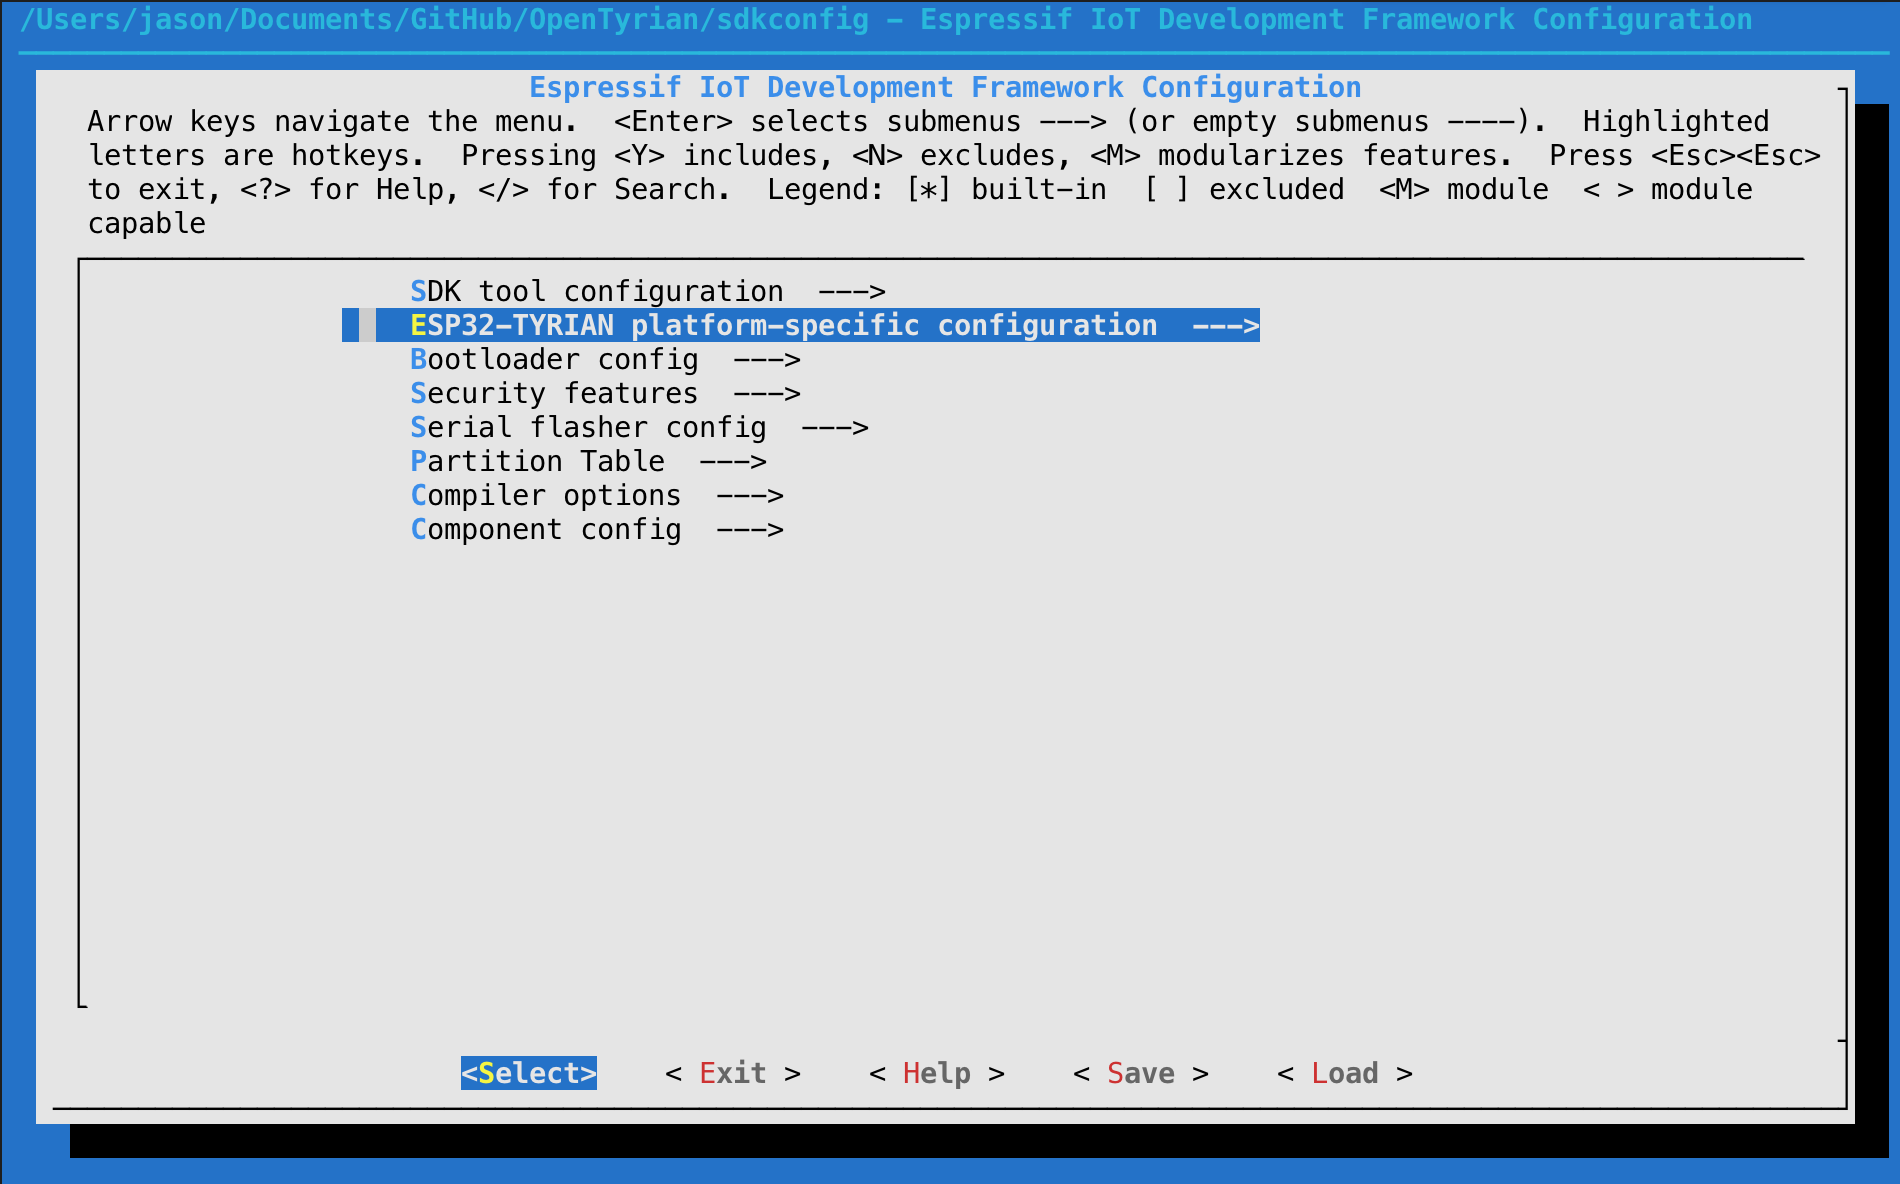 /Users/jason/Documents/GitHub/OpenTyrian/sdkconfig - Espressif IoT Development Framework Configuration
Espressif IoT Development Framework Configuration
Arrow keys navigate the menu.  <Enter> selects submenus ---> (or empty submenus ----).  Highlighted
letters are hotkeys.  Pressing <Y> includes, <N> excludes, <M> modularizes features.  Press <Esc><Esc>
to exit, <?> for Help, </> for Search.  Legend: [*] built-in  [ ] excluded  <M> module  < > module
capable
SDK tool configuration  --->
ESP32-TYRIAN platform-specific configuration  --->
Bootloader config  --->
Security features  --->
Serial flasher config  --->
Partition Table  --->
Compiler options  --->
Component config  --->
<Select>    < Exit >    < Help >    < Save >    < Load >